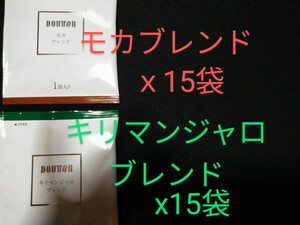 DOUTOR
モカ
ブレンド
1袋入り
モカブレンド
x 15袋
DOUTOR
キリマンジャロ
ブレンド
キリマンジャロ
ブレンド
x15袋